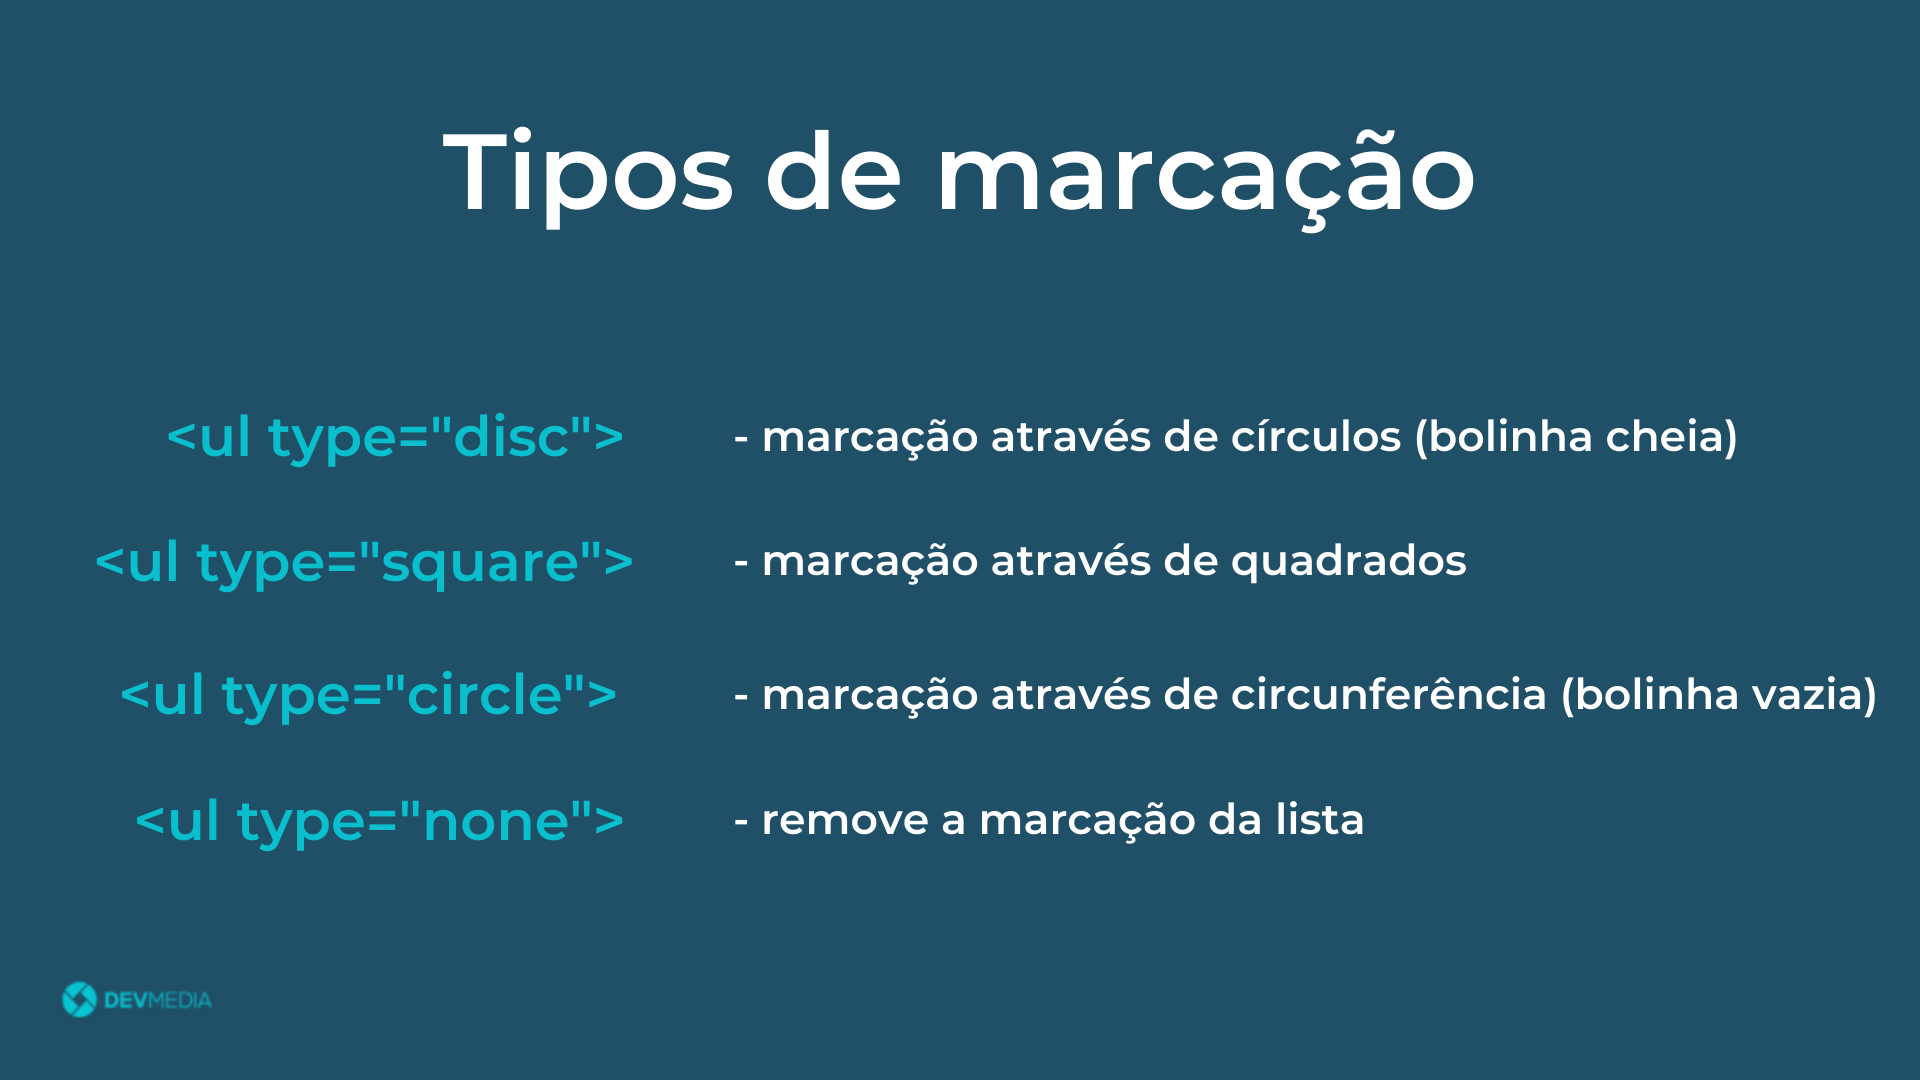 Tipos de marcação
<ul type="disc"> - marcação através de círculos (bolinha cheia)
<ul type="square"> - marcação através de quadrados
<ul type="circle"> - marcação através de circunferência (bolinha vazia)
<ul type="none"> - remove a marcação da lista
DEVMEDIA